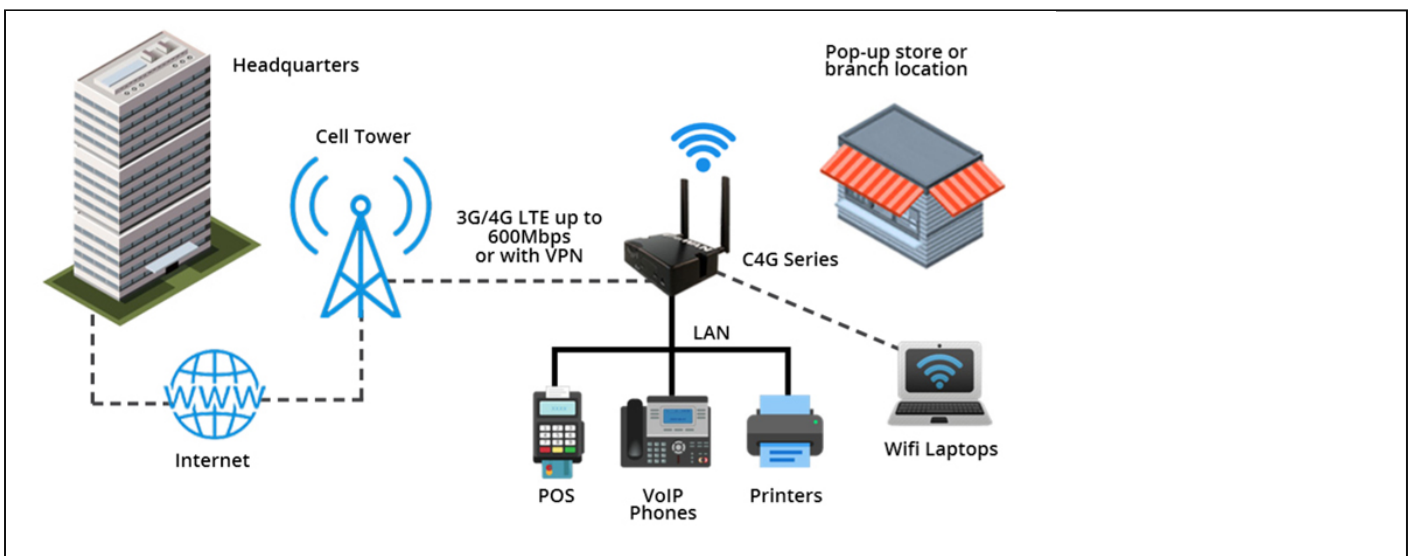 Headquarters
Pop-up store or
branch location
Cell Tower
3G/4G LTE up to
600Mbps
or with VPN
C4G Series
LAN
WWW
Internet
POS
VoIP
Phones
Printers
Wifi Laptops